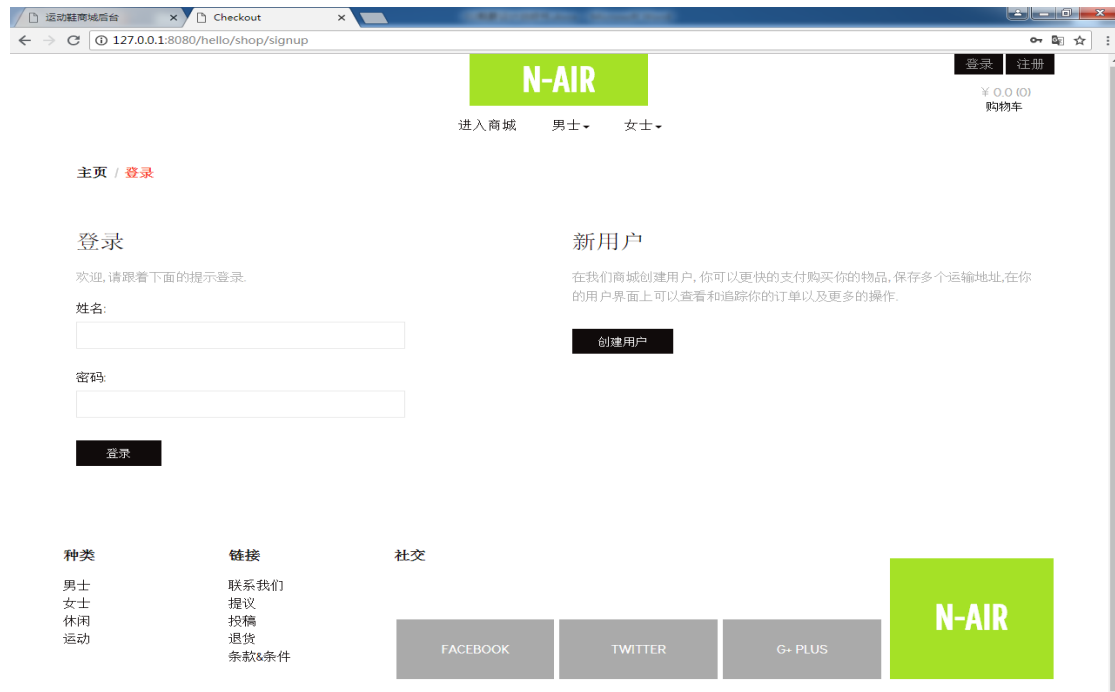 运动鞋商城后台
Checkout
127.0.0.1:8080/hello/shop/signup
N-AIR
登录 注册
¥ 0.0 (0)
购物车
进入商城 男士 女士
主页 / 登录
登录
欢迎,请跟着下面的提示登录.
姓名:
密码:
登录
新用户
在我们商城创建用户, 你可以更快的支付购买你的物品, 保存多个运输地址,在你
的用户界面上可以查看和追踪你的订单以及更多的操作.
创建用户
种类
男士
女士
休闲
运动
链接
联系我们
提议
投稿
退货
条款&条件
社交
FACEBOOK
TWITTER
G+ PLUS
N-AIR